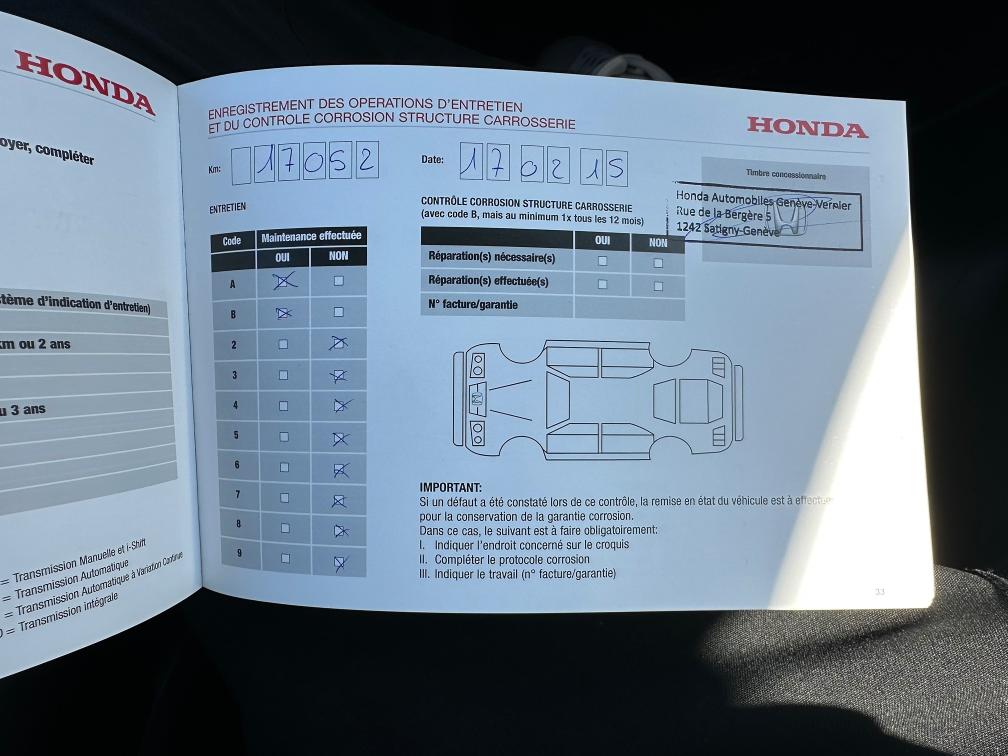 HONDA
oyer, compléter
tème d'indication d'entretien)
km ou 2 ans
u 3 ans
= Transmission Manuelle et i-Shift
= Transmission Automatique
= Transmission Automatique à Variation Continue
= Transmission intégrale
ENREGISTREMENT DES OPERATIONS D'ENTRETIEN
ET DU CONTROLE CORROSION STRUCTURE CARROSSERIE
HONDA
Km: 17052
Date: 17 02 15
Timbre concessionnaire
Honda Automobiles Genève-Vernier
Rue de la Bergère 5
1242 Satigny-Genève
ENTRETIEN
Code Maintenance effectuée
OUI NON
A
B
2
3
4
5
6
7
8
9
CONTRÔLE CORROSION STRUCTURE CARROSSERIE
(avec code B, mais au minimum 1x tous les 12 mois)
OUI NON
Réparation(s) nécessaire(s)
Réparation(s) effectuée(s)
N° facture/garantie
IMPORTANT:
Si un défaut a été constaté lors de ce contrôle, la remise en état du véhicule est à effectuer
pour la conservation de la garantie corrosion.
Dans ce cas, le suivant est à faire obligatoirement:
I. Indiquer l'endroit concerné sur le croquis
II. Compléter le protocole corrosion
III. Indiquer le travail (n° facture/garantie)
33